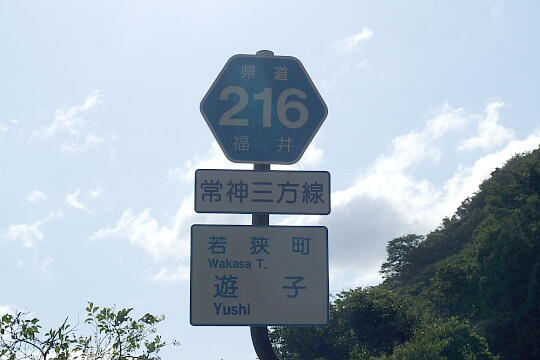 県道
216
福井
常神三方線
若狭町
Wakasa T.
遊子
Yushi